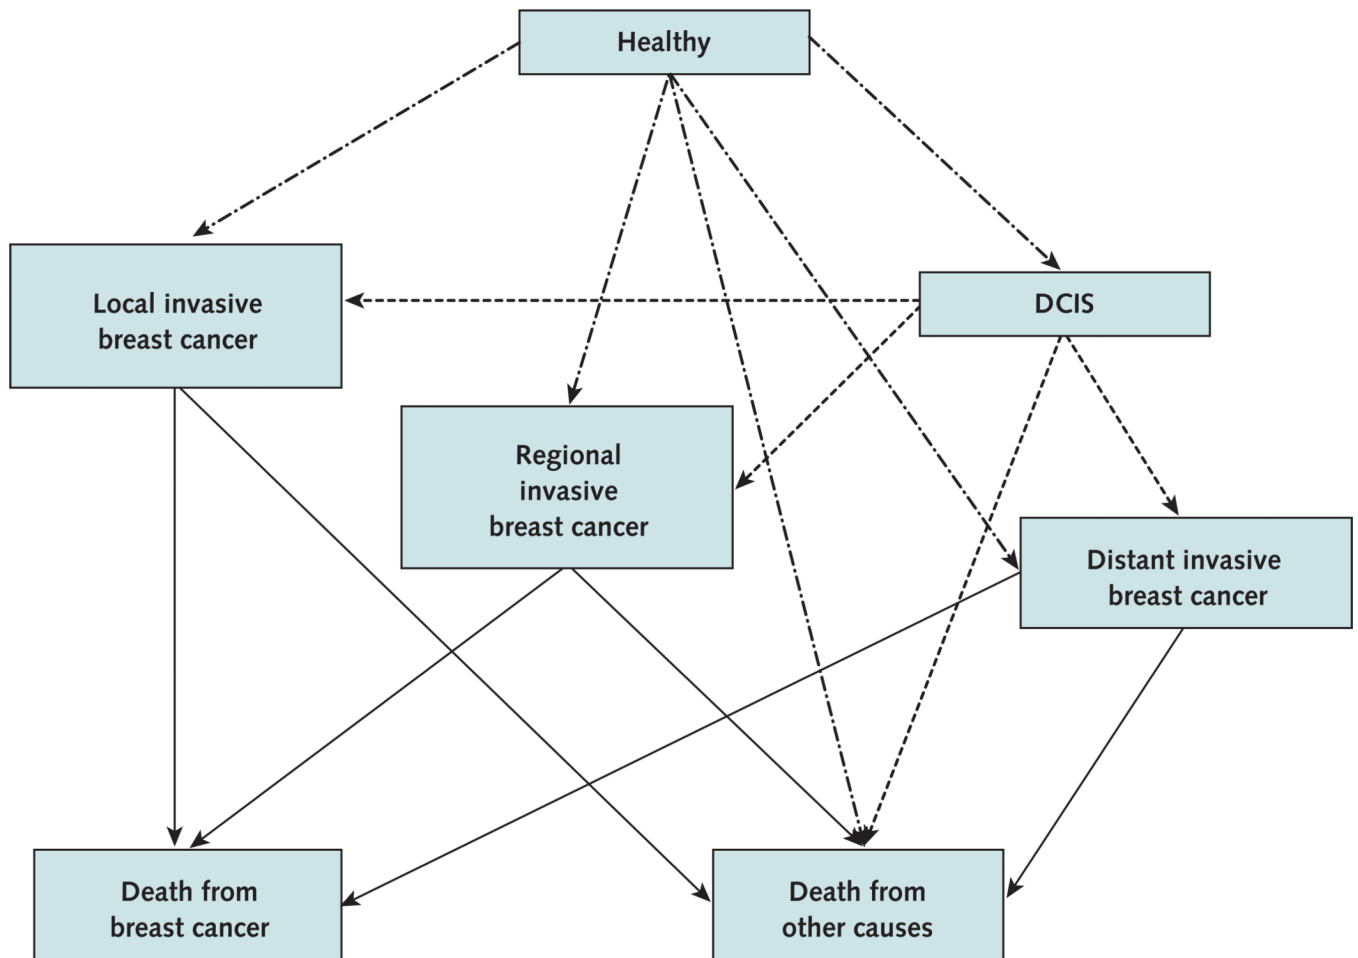 Healthy
Local invasive
breast cancer
DCIS
Regional
invasive
breast cancer
Distant invasive
breast cancer
Death from
breast cancer
Death from
other causes